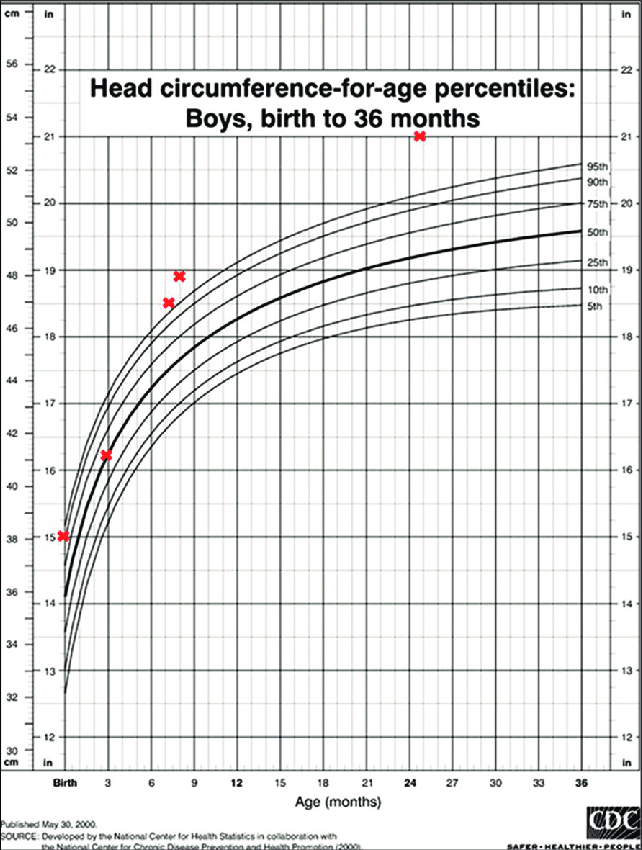 cm in in
56
22 22
Head circumference-for-age percentiles:
Boys, birth to 36 months
54
21 21
52
95th
90th
20 75th 20
50
50th
25th
19 19
48
10th
5th
46
18 18
44
17 17
42
16 16
40
15 15
38
36
14 14
34
13 13
32
12 12
30
cm in in
Birth 3 6 9 12 15 18 21 24 27 30 33 36
Age (months)
Published May 30, 2000.
SOURCE: Developed by the National Center for Health Statistics in collaboration with
the National Center for Chronic Disease Prevention and Health Promotion (2000).
CDC
SAFER·HEALTHIER·PEOPLE